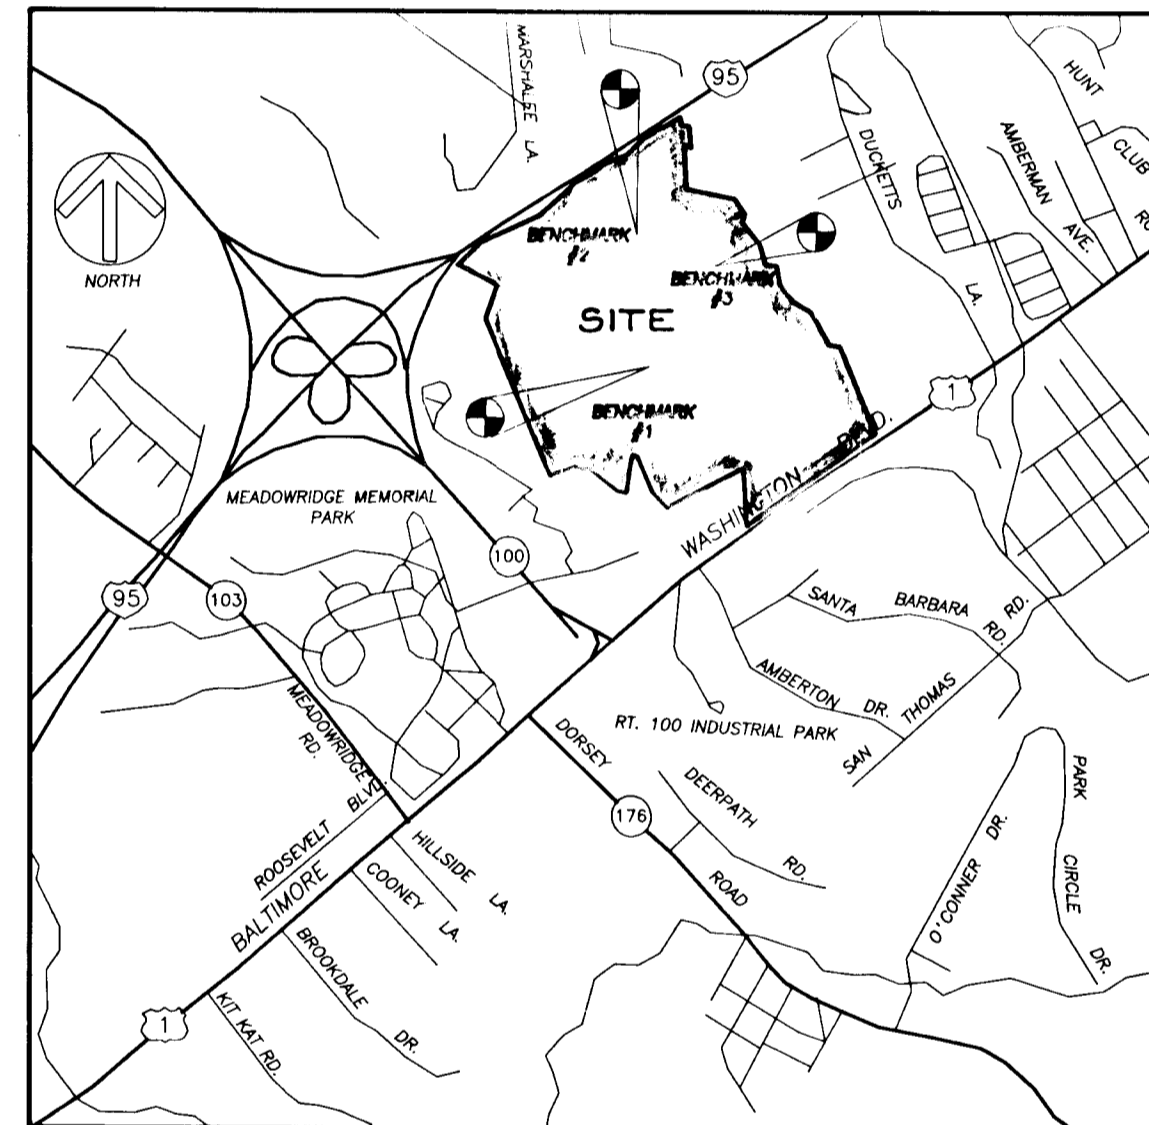 MARSHALEE LA.
95
HUNT
CLUB
RD
AMBERMAN
AVE.
DUCKETTS
LA.
NORTH
BENCHMARK
#2
BENCHMARK
#3
SITE
BENCHMARK
#1
1
WASHINGTON BLVD.
MEADOWRIDGE MEMORIAL
PARK
100
95
103
SANTA BARBARA RD.
RD.
AMBERTON DR.
SAN THOMAS
RT. 100 INDUSTRIAL PARK
MEADOWRIDGE
RD.
DORSEY
ROAD
176
DEERPATH
RD.
PARK
CIRCLE
DR.
O'CONNER DR.
ROOSEVELT BLVD.
BALTIMORE
HILLSIDE LA.
COONEY LA.
BROOKDALE
DR.
KIT KAT RD.
1